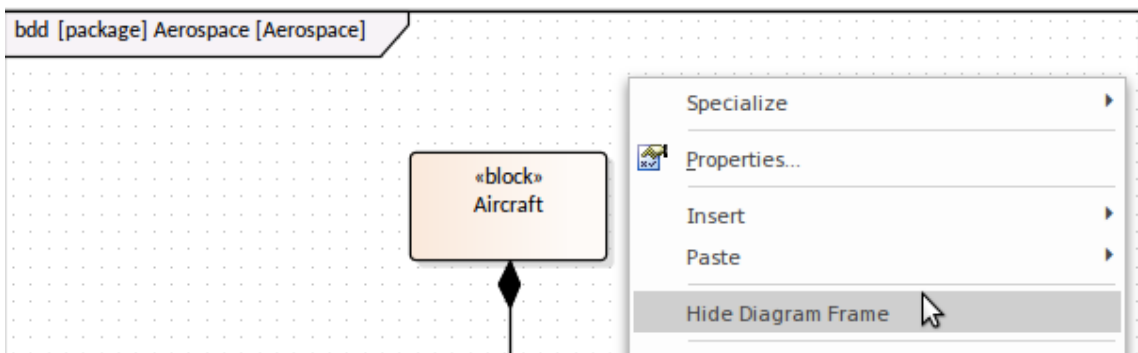 bdd [package] Aerospace [Aerospace]
«block»
Aircraft
Specialize
Properties...
Insert
Paste
Hide Diagram Frame